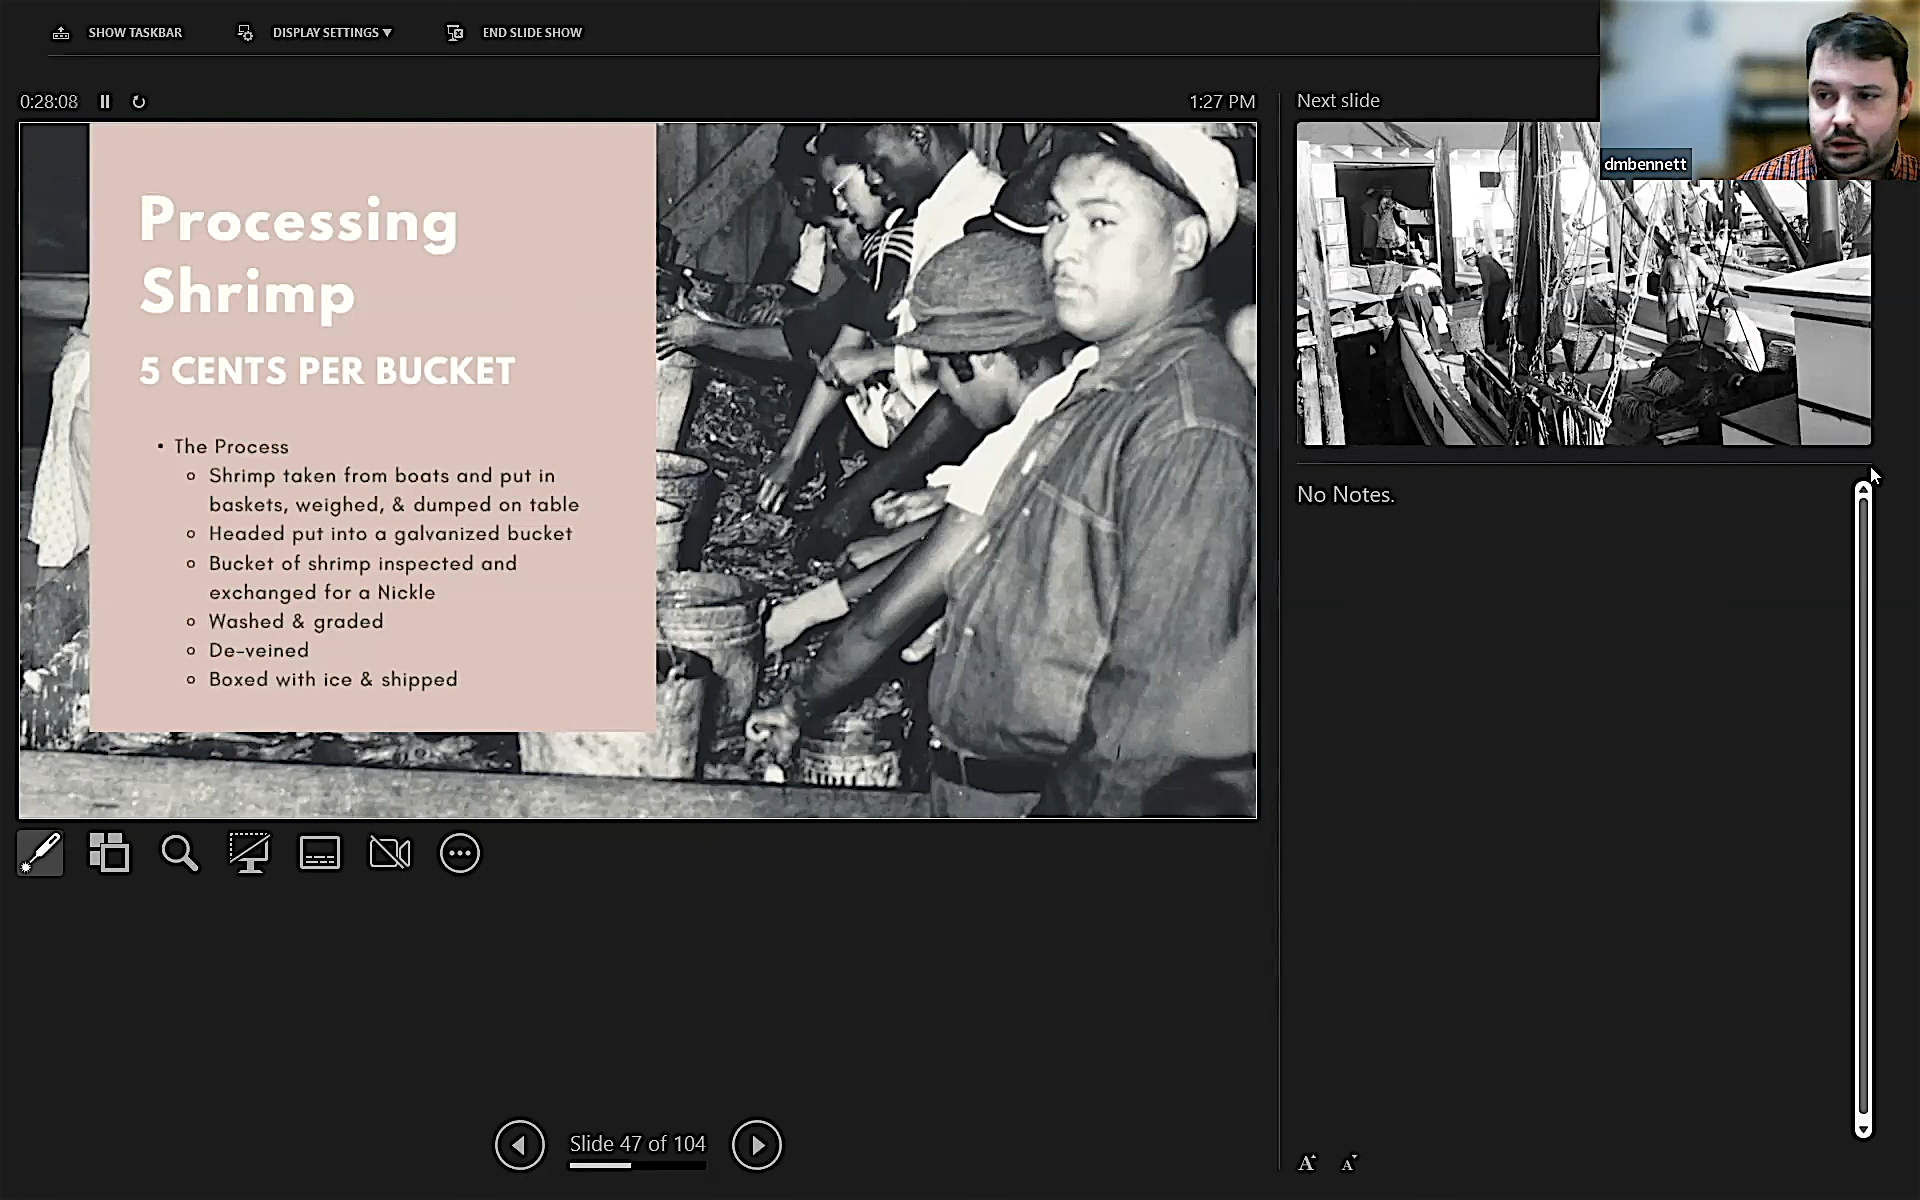 SHOW TASKBAR
DISPLAY SETTINGS ▼
END SLIDE SHOW
0:28:08
1:27 PM
Next slide
dmbennett
Processing
Shrimp
5 CENTS PER BUCKET
• The Process
Shrimp taken from boats and put in
baskets, weighed, & dumped on table
Headed put into a galvanized bucket
Bucket of shrimp inspected and
exchanged for a Nickle
Washed & graded
De-veined
Boxed with ice & shipped
No Notes.
Slide 47 of 104
A A